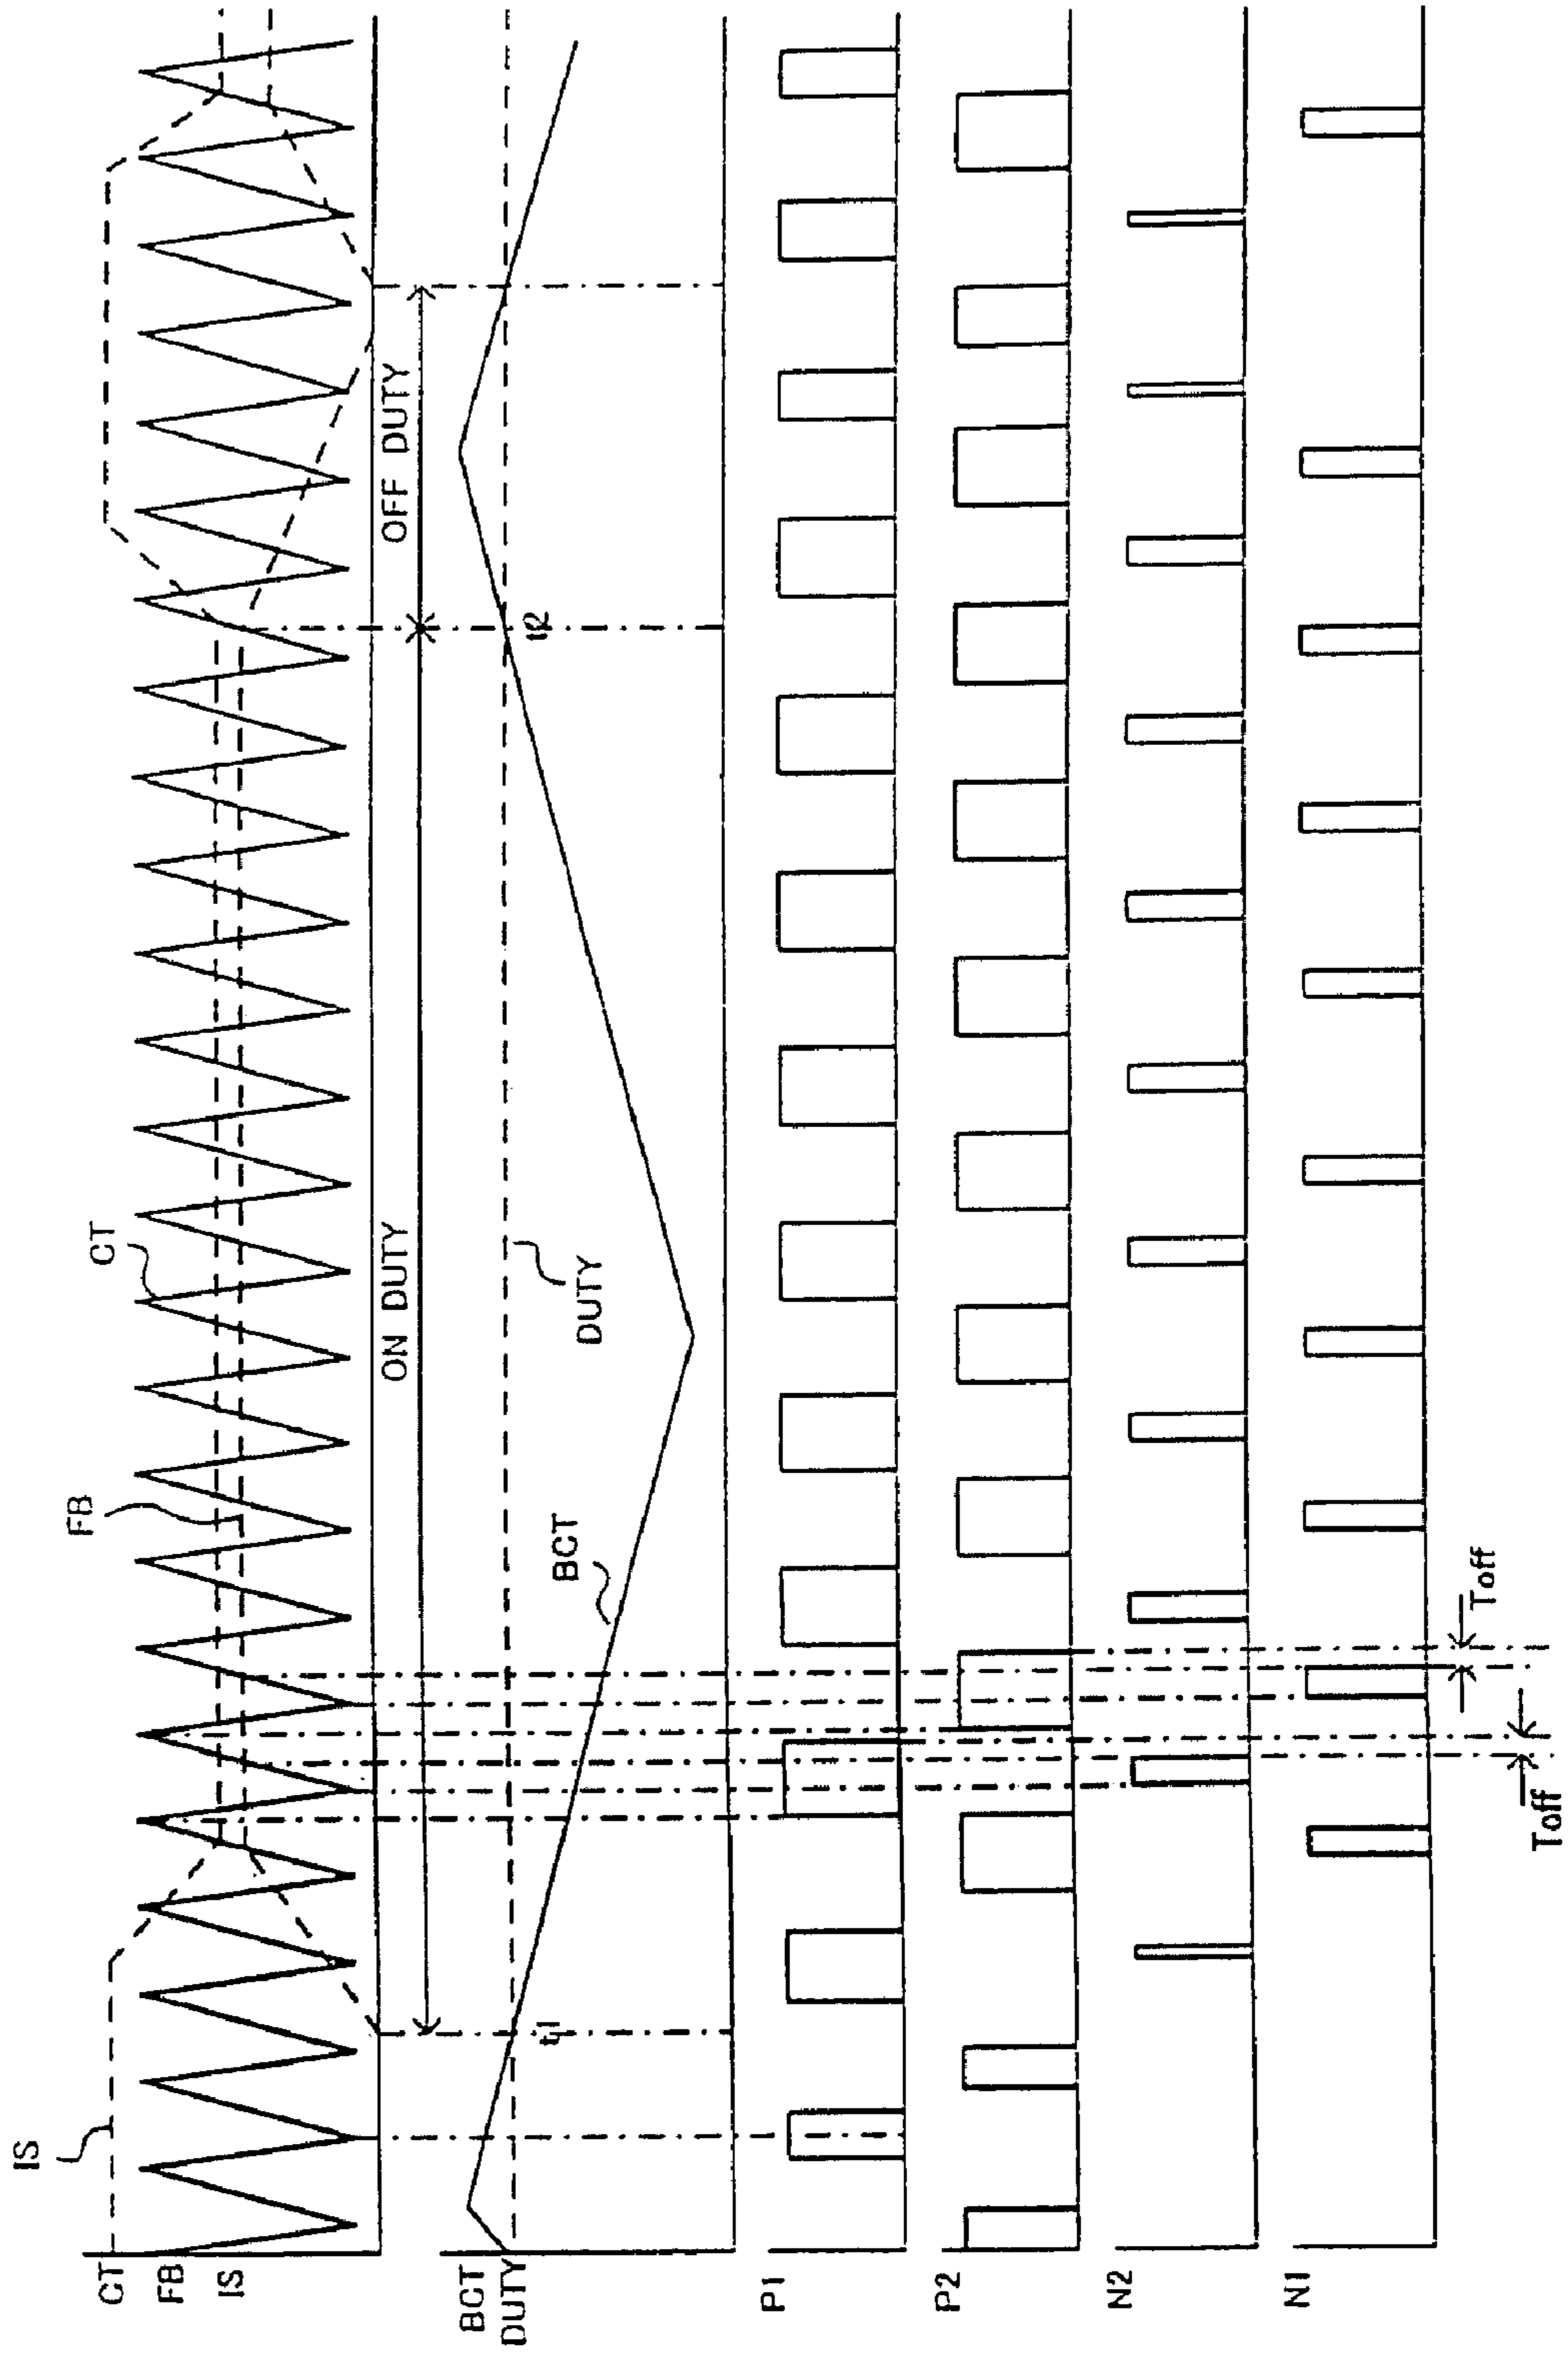 IS
FB
CT
CT
FB
IS
ON DUTY
OFF DUTY
BCT
DUTY
t1
t2
BCT
DUTY
P1
P2
N2
N1
Toff
Toff